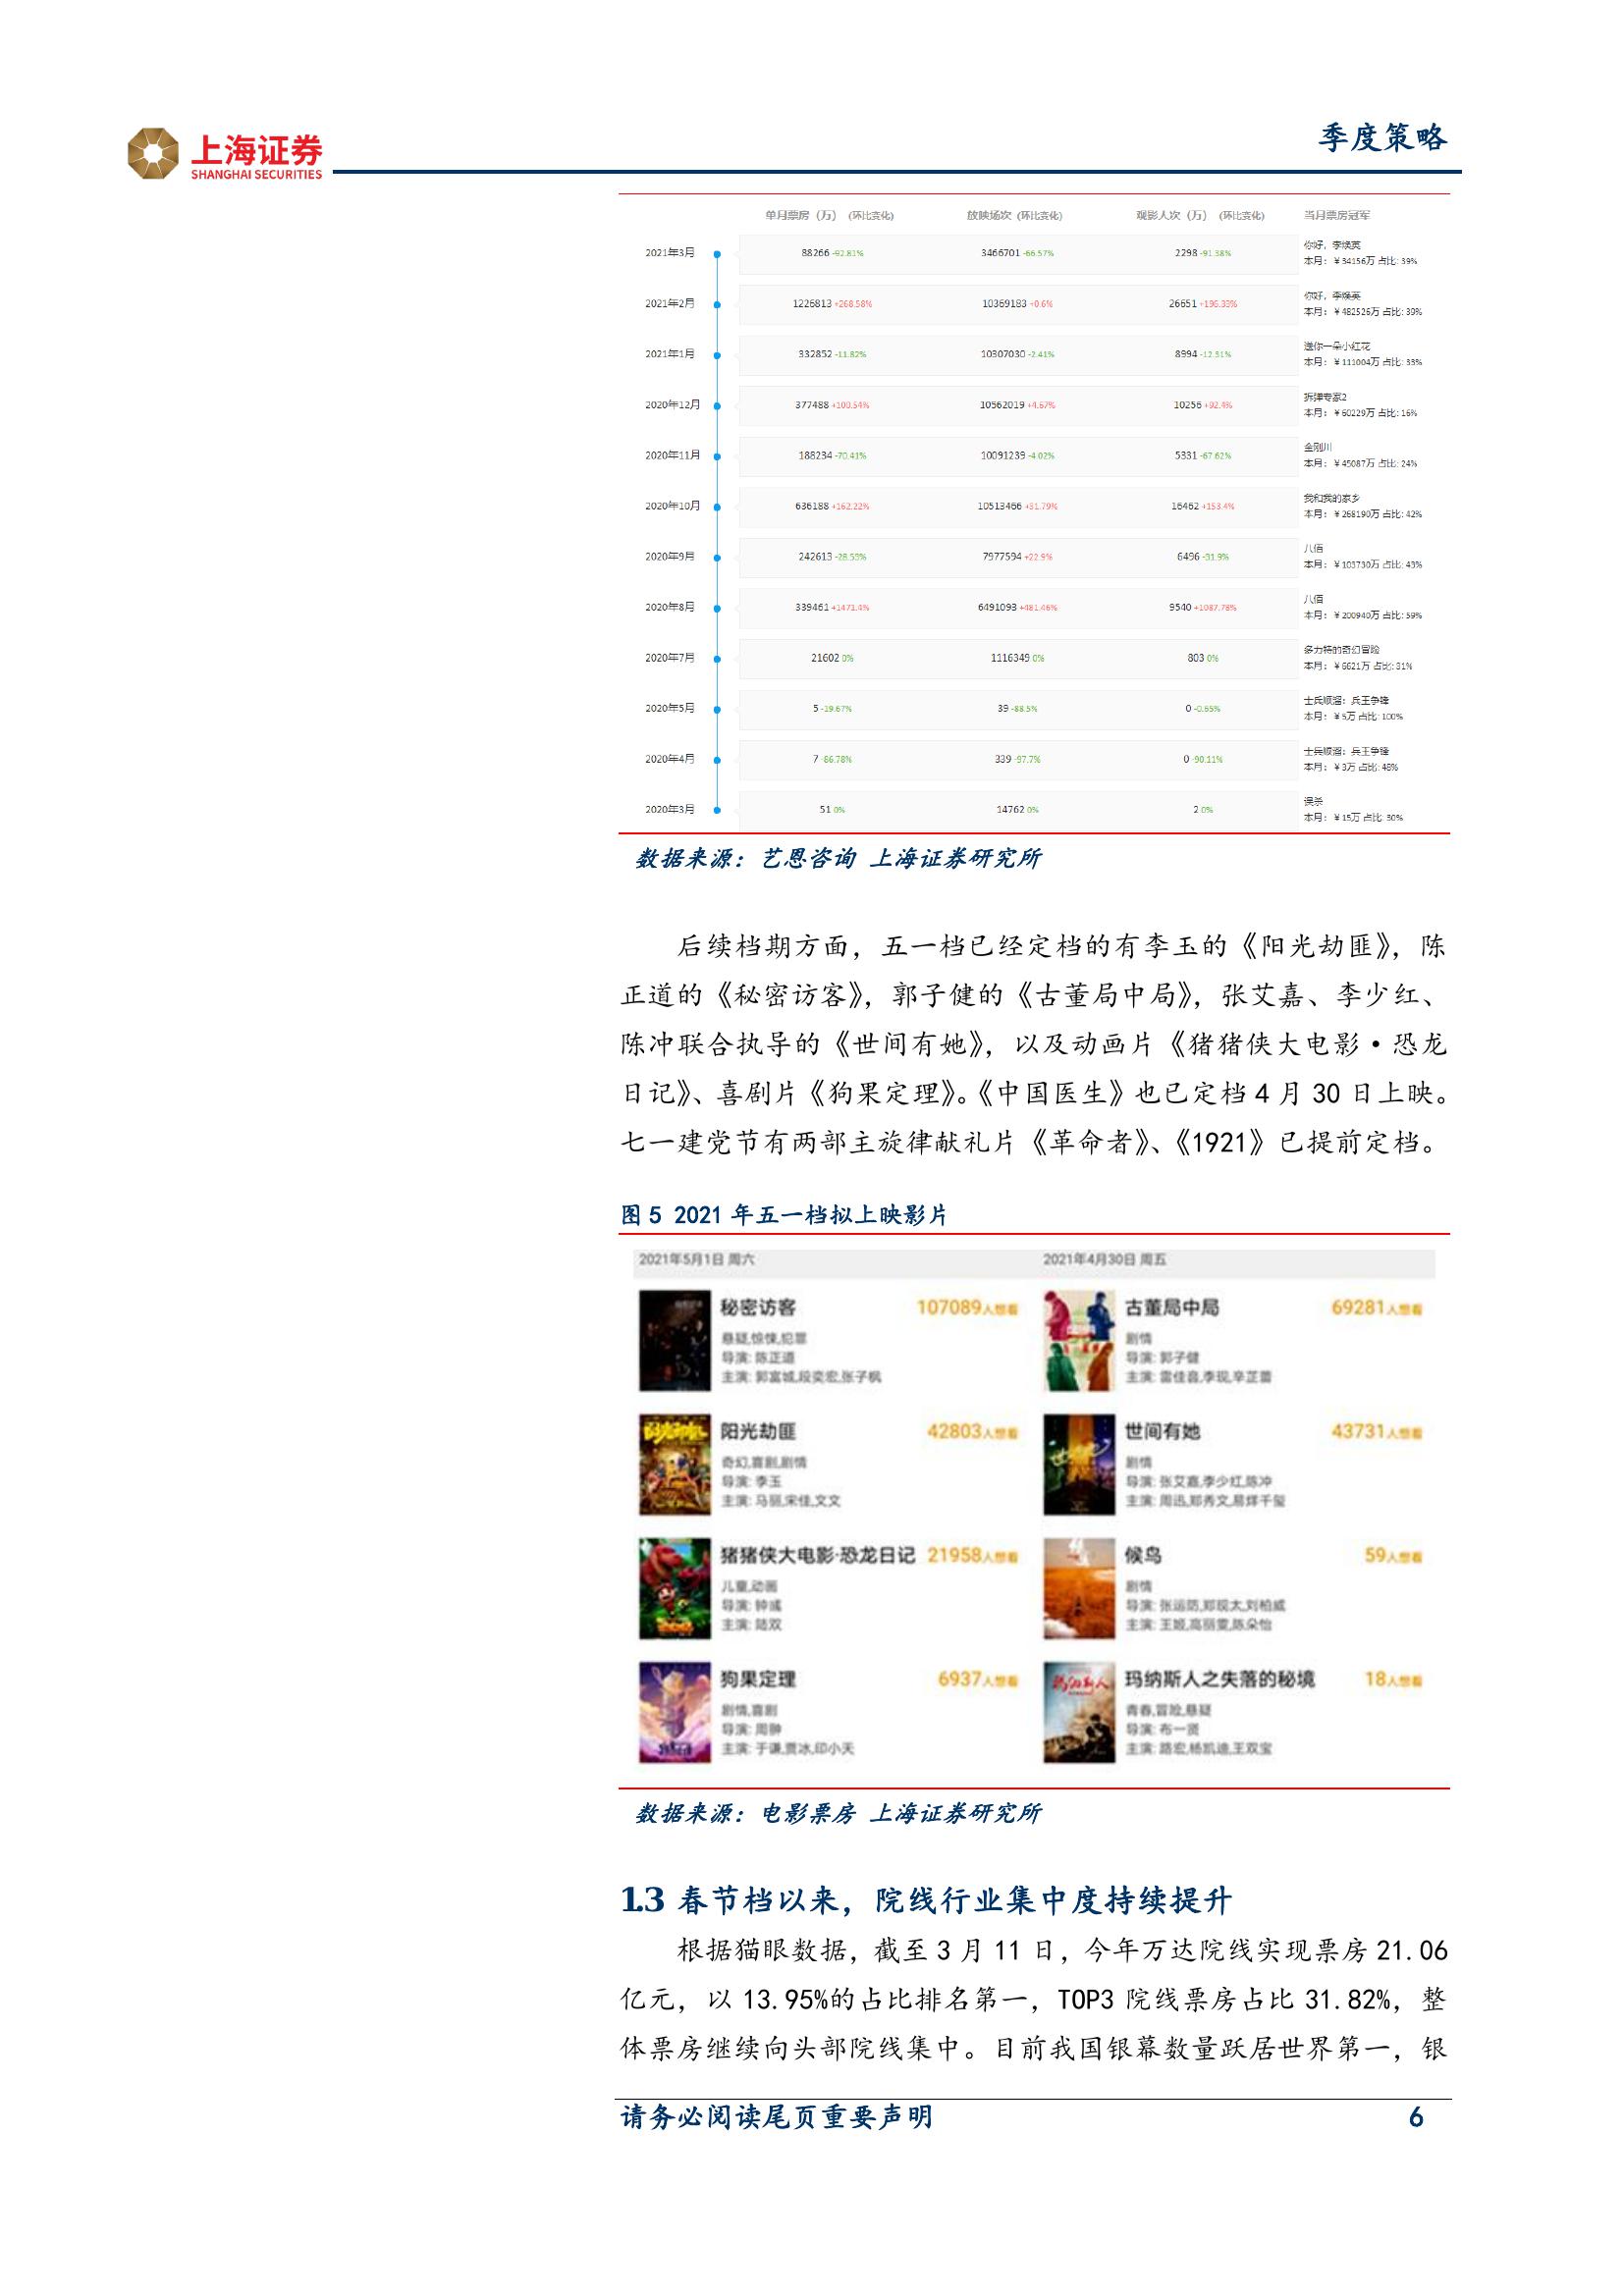 上海证券
SHANGHAI SECURITIES
季度策略
单月票房（万）（环比变化） 放映场次（环比变化） 观影人次（万）（环比变化） 当月票房冠军
2021年3月 88266 -92.81% 3466701 -66.57% 2298 -91.38% 你好，李焕英
本月：￥34156万 占比: 39%
2021年2月 1226813 +268.58% 10369183 +0.6% 26651 +196.33% 你好，李焕英
本月：￥482526万 占比: 39%
2021年1月 332852 -11.82% 10307030 -2.41% 8994 -12.31% 送你一朵小红花
本月：￥111004万 占比: 33%
2020年12月 377488 +100.54% 10562019 +4.67% 10256 +92.4% 拆弹专家2
本月：￥60229万 占比: 16%
2020年11月 188234 -70.41% 10091239 -4.02% 5331 -67.62% 金刚川
本月：￥45087万 占比: 24%
2020年10月 636188 +162.22% 10513466 +31.79% 16462 +153.4% 我和我的家乡
本月：￥268190万 占比: 42%
2020年9月 242613 -28.53% 7977594 +22.9% 6496 -31.9% 八佰
本月：￥103730万 占比: 43%
2020年8月 339461 +1471.4% 6491093 +481.46% 9540 +1087.78% 八佰
本月：￥200940万 占比: 59%
2020年7月 21602 0% 1116349 0% 803 0% 多力特的奇幻冒险
本月：￥6621万 占比: 31%
2020年5月 5 -19.67% 39 -88.5% 0 -0.65% 士兵顺溜：兵王争锋
本月：￥5万 占比: 100%
2020年4月 7 -86.78% 339 -97.7% 0 -90.11% 士兵顺溜：兵王争锋
本月：￥3万 占比: 48%
2020年3月 51 0% 14762 0% 2 0% 误杀
本月：￥15万 占比: 30%
数据来源：艺恩咨询 上海证券研究所
后续档期方面，五一档已经定档的有李玉的《阳光劫匪》，陈
正道的《秘密访客》，郭子健的《古董局中局》，张艾嘉、李少红、
陈冲联合执导的《世间有她》，以及动画片《猪猪侠大电影·恐龙
日记》、喜剧片《狗果定理》。《中国医生》也已定档 4 月 30 日上映。
七一建党节有两部主旋律献礼片《革命者》、《1921》已提前定档。
图 5 2021 年五一档拟上映影片
2021年5月1日 周六 2021年4月30日 周五
秘密访客 107089人想看 古董局中局 69281人想看
悬疑,惊悚,犯罪 剧情
导演: 陈正道 导演: 郭子健
主演: 郭富城,段奕宏,张子枫 主演: 雷佳音,李现,辛芷蕾
阳光劫匪 42803人想看 世间有她 43731人想看
奇幻,喜剧,剧情 剧情
导演: 李玉 导演: 张艾嘉,李少红,陈冲
主演: 马丽,宋佳,文文 主演: 周迅,郑秀文,易烊千玺
猪猪侠大电影·恐龙日记 21958人想看 候鸟 59人想看
儿童,动画 剧情
导演: 钟彧 导演: 张运防,郑现太,刘柏威
主演: 陆双 主演: 王姬,高丽雯,陈朵怡
狗果定理 6937人想看 玛纳斯人之失落的秘境 18人想看
剧情,喜剧 青春,冒险,悬疑
导演: 周翀 导演: 布一贤
主演: 于谦,贾冰,印小天 主演: 路宏,杨凯迪,王双宝
数据来源：电影票房 上海证券研究所
1.3 春节档以来，院线行业集中度持续提升
根据猫眼数据，截至 3 月 11 日，今年万达院线实现票房 21.06
亿元，以 13.95%的占比排名第一，TOP3 院线票房占比 31.82%，整
体票房继续向头部院线集中。目前我国银幕数量跃居世界第一，银
请务必阅读尾页重要声明 6